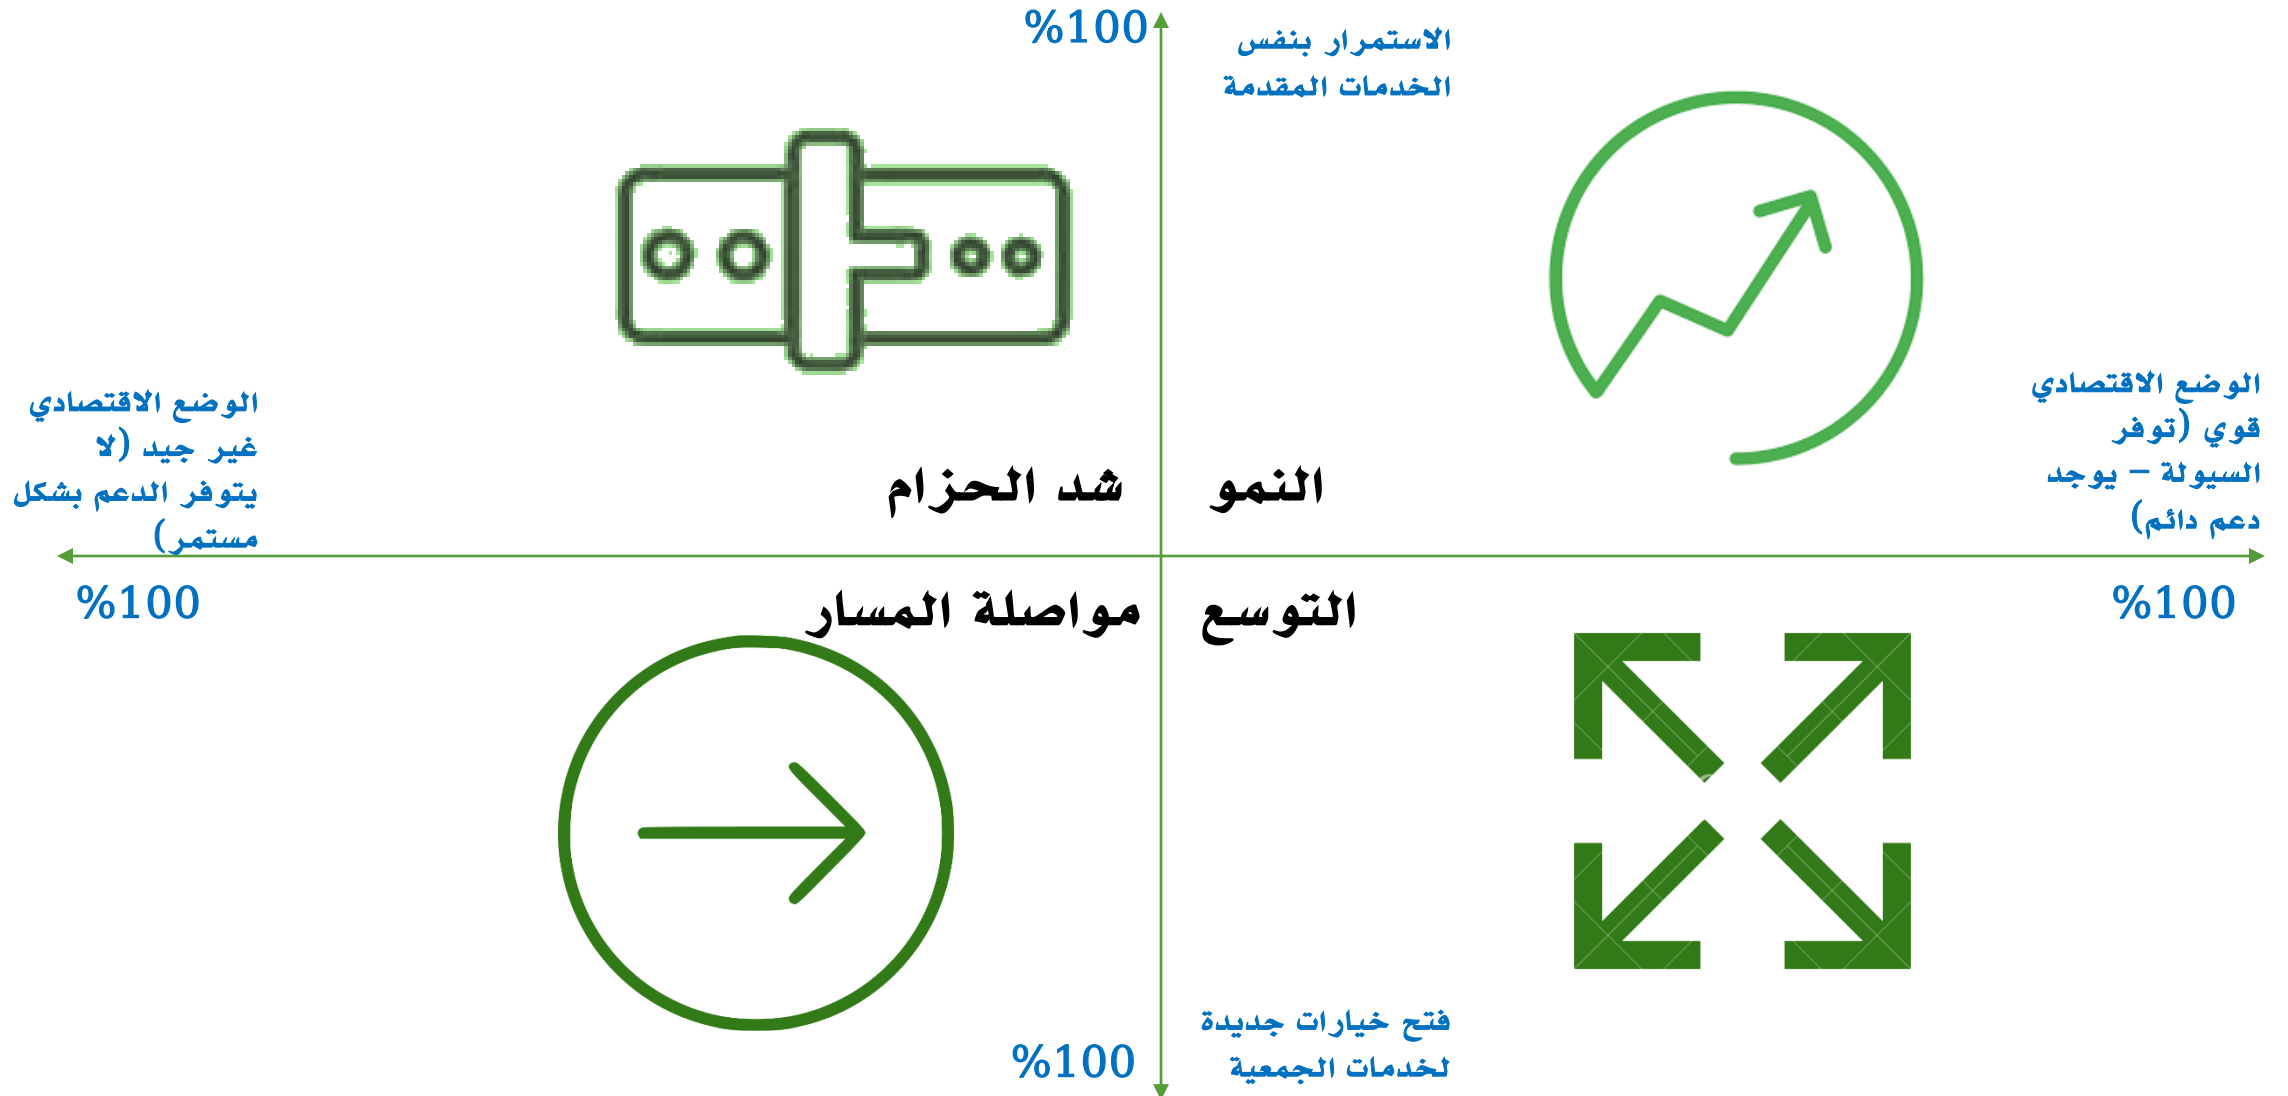 %100
الاستمرار بنفس
الخدمات المقدمة
الوضع الاقتصادي
قوي (توفر
السيولة – يوجد
دعم دائم)
الوضع الاقتصادي
غير جيد (لا
يتوفر الدعم بشكل
مستمر)
النمو
شد الحزام
%100
%100
التوسع
مواصلة المسار
فتح خيارات جديدة
لخدمات الجمعية
%100